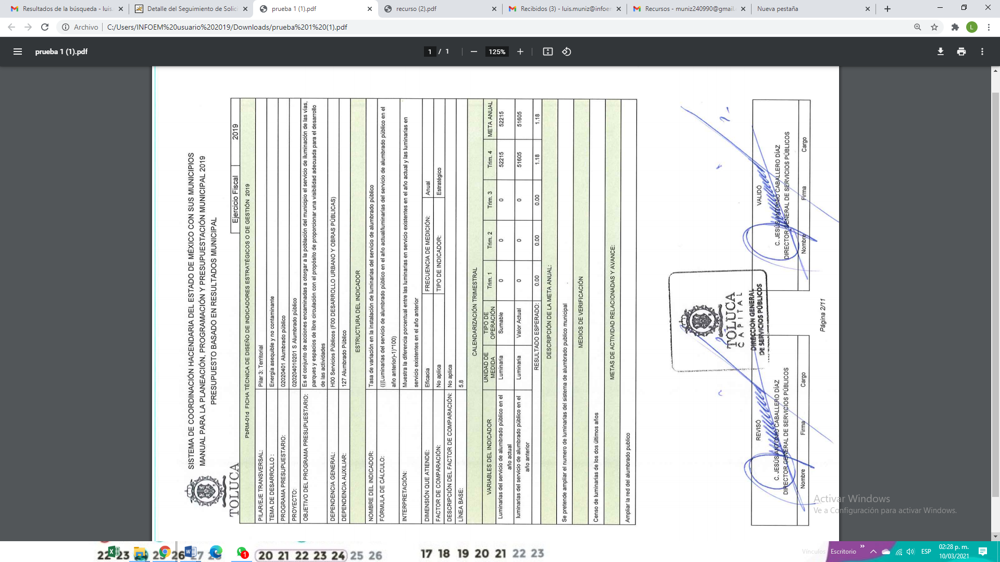 Resultados de la búsqueda - luis.
Detalle del Seguimiento de Solic
prueba 1 (1).pdf
recurso (2).pdf
Recibidos (3) - luis.muniz@infoem
Recursos - muniz240990@gmail.
Nueva pestaña
Archivo
C:/Users/INFOEM%20usuario%202019/Downloads/prueba%201%20(1).pdf
L
prueba 1 (1).pdf
1 / 1
125%
TOLUCA
SISTEMA DE COORDINACIÓN HACENDARIA DEL ESTADO DE MÉXICO CON SUS MUNICIPIOS
MANUAL PARA LA PLANEACIÓN, PROGRAMACIÓN Y PRESUPUESTACIÓN MUNICIPAL 2019
PRESUPUESTO BASADO EN RESULTADOS MUNICIPAL
Ejercicio Fiscal 2019
PbRM-01d FICHA TÉCNICA DE DISEÑO DE INDICADORES ESTRATÉGICOS O DE GESTIÓN 2019
PILAR/EJE TRANSVERSAL: Pilar 3: Territorial
TEMA DE DESARROLLO : Energía asequible y no contaminante
PROGRAMA PRESUPUESTARIO: 02020401 Alumbrado público
PROYECTO: 020204010201 S Alumbrado público
OBJETIVO DEL PROGRAMA PRESUPUESTARIO: Es el conjunto de acciones encaminadas a otorgar a la población del municipio el servicio de iluminación de las vías,
parques y espacios de libre circulación con el propósito de proporcionar una visibilidad adecuada para el desarrollo
de las actividades
DEPENDENCIA GENERAL: H00 Servicios Públicos (F00 DESARROLLO URBANO Y OBRAS PÚBLICAS)
DEPENDENCIA AUXILIAR: 127 Alumbrado Público
ESTRUCTURA DEL INDICADOR
NOMBRE DEL INDICADOR: Tasa de variación en la instalación de luminarias del servicio de alumbrado público
FÓRMULA DE CÁLCULO: (((Luminarias del servicio de alumbrado público en el año actual/luminarias del servicio de alumbrado público en el
año anterior)-1)*100)
INTERPRETACIÓN: Muestra la diferencia porcentual entre las luminarias en servicio existentes en el año actual y las luminarias en
servicio existentes en el año anterior
DIMENSIÓN QUE ATIENDE: Eficacia FRECUENCIA DE MEDICIÓN: Anual
FACTOR DE COMPARACIÓN: No aplica TIPO DE INDICADOR: Estratégico
DESCRIPCIÓN DEL FACTOR DE COMPARACIÓN: No aplica
LÍNEA BASE: 5.8
CALENDARIZACIÓN TRIMESTRAL
VARIABLES DEL INDICADOR UNIDAD DE MEDIDA TIPO DE OPERACIÓN Trim. 1 Trim. 2 Trim. 3 Trim. 4 META ANUAL
Luminarias del servicio de alumbrado público en el año actual Luminaria Sumable 0 0 0 52215 52215
luminarias del servicio de alumbrado público en el año anterior Luminaria Valor Actual 0 0 0 51605 51605
RESULTADO ESPERADO: 0.00 0.00 0.00 1.18 1.18
DESCRIPCIÓN DE LA META ANUAL:
Se pretende ampliar el numero de luminarias del sistema de alumbrado publico municipal
MEDIOS DE VERIFICACIÓN
Censo de luminarias de los dos últimos años
METAS DE ACTIVIDAD RELACIONADAS Y AVANCE:
Ampliar la red del alumbrado publico
TOLUCA
CAPITAL
DIRECCIÓN GENERAL
DE SERVICIOS PÚBLICOS
REVISÓ
C. JESÚS ANTONIO CABALLERO DÍAZ
DIRECTOR GENERAL DE SERVICIOS PÚBLICOS
Nombre Firma Cargo
VALIDÓ
C. JESÚS ANTONIO CABALLERO DÍAZ
DIRECTOR GENERAL DE SERVICIOS PÚBLICOS
Nombre Firma Cargo
Página 2/11
Activar Windows
Ve a Configuración para activar Windows.
22 23 24 25 26 27 28
1
20 21 22 23 24 25 26
17 18 19 20 21 22 23
Vínculos
Escritorio
ESP
02:28 p. m.
10/03/2021